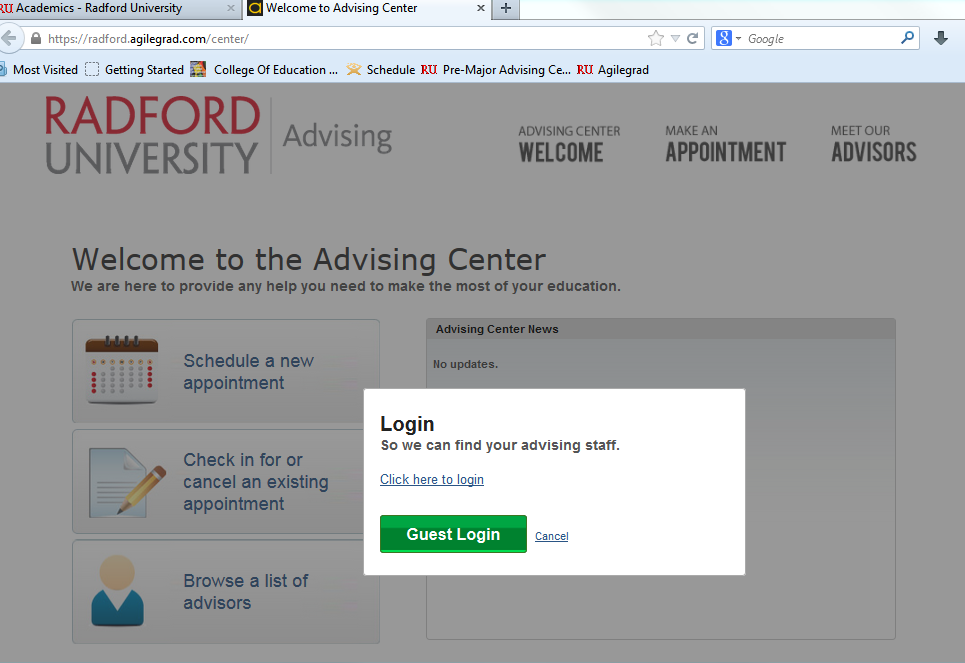 RU Academics - Radford University × Welcome to Advising Center × +
https://radford.agilegrad.com/center/ Google
Most Visited Getting Started College Of Education ... Schedule RU Pre-Major Advising Ce... RU Agilegrad
RADFORD
UNIVERSITY
Advising
ADVISING CENTER
WELCOME
MAKE AN
APPOINTMENT
MEET OUR
ADVISORS
Welcome to the Advising Center
We are here to provide any help you need to make the most of your education.
Schedule a new
appointment
Check in for or
cancel an existing
appointment
Browse a list of
advisors
Advising Center News
No updates.
Login
So we can find your advising staff.
Click here to login
Guest Login Cancel